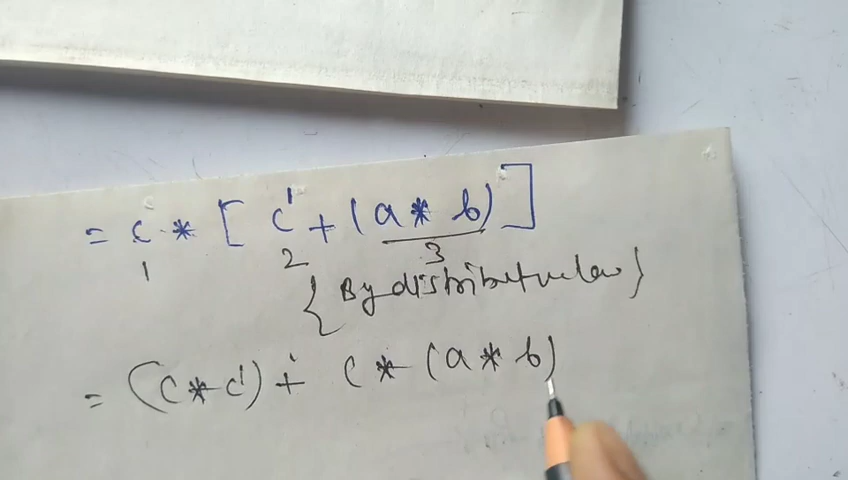 = c * [ c' + (a * b) ]
1 2 3
{ By distributive law }
= (c * c') + c * (a * b)